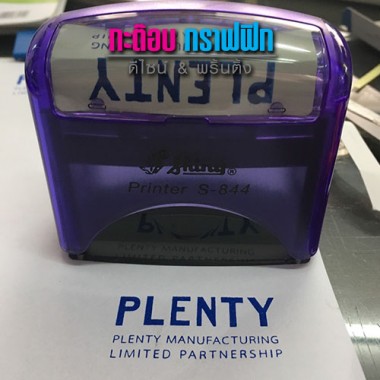 กะต๊อบ กราฟฟิก
ดีไซน์ & พริ้นติ้ง
PLENTY
Shiny®
Printer S-844
PLENTY
PLENTY MANUFACTURING
LIMITED PARTNERSHIP